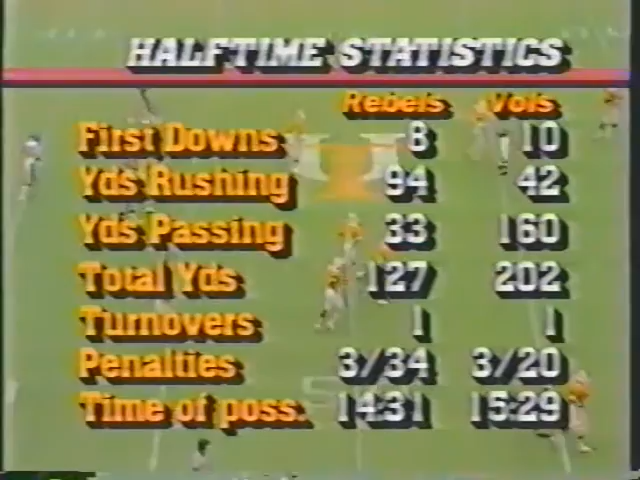 HALFTIME STATISTICS
Rebels Vols
First Downs 8 10
Yds Rushing 94 42
Yds Passing 33 160
Total Yds 127 202
Turnovers 1 1
Penalties 3/34 3/20
Time of poss. 14:31 15:29